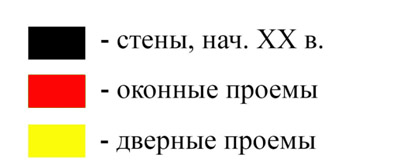 - стены, нач. XX в.
- оконные проемы
- дверные проемы